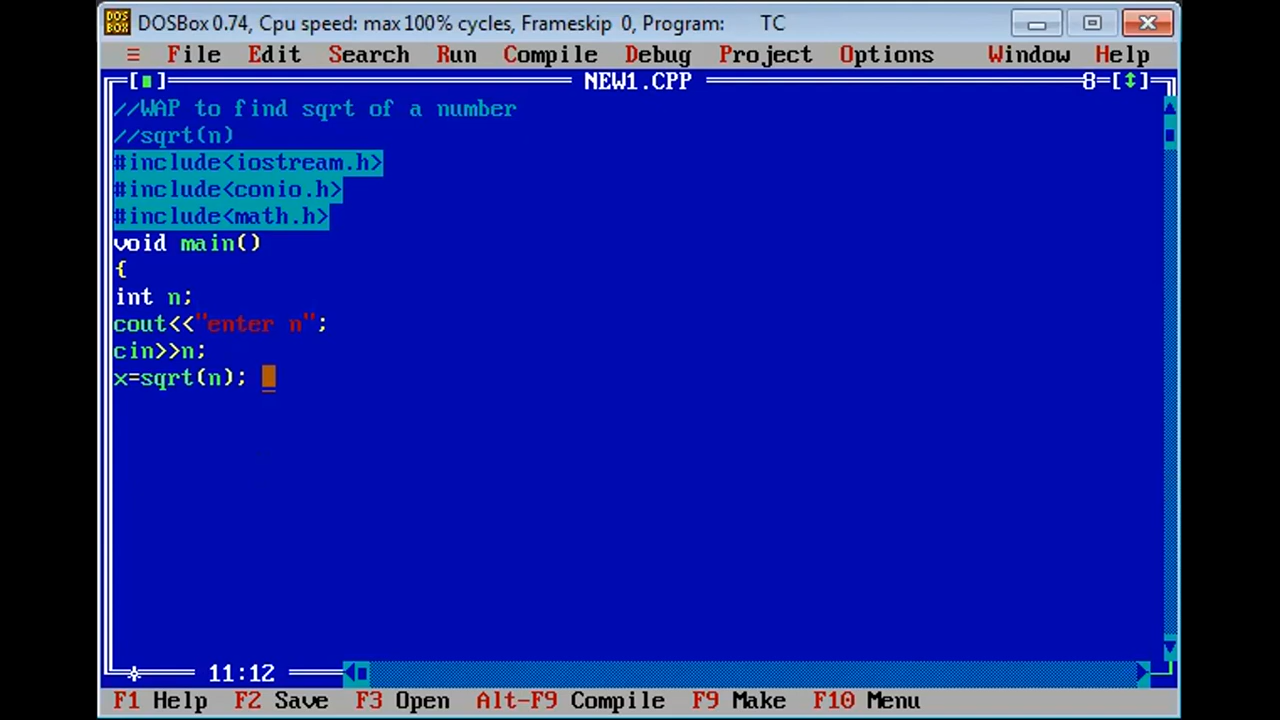 DOSBox 0.74, Cpu speed: max 100% cycles, Frameskip 0, Program: TC
≡ File Edit Search Run Compile Debug Project Options Window Help
[■] NEW1.CPP 8=[↕]
//WAP to find sqrt of a number
//sqrt(n)
#include<iostream.h>
#include<conio.h>
#include<math.h>
void main()
{
int n;
cout<<"enter n";
cin>>n;
x=sqrt(n);
11:12
F1 Help F2 Save F3 Open Alt-F9 Compile F9 Make F10 Menu